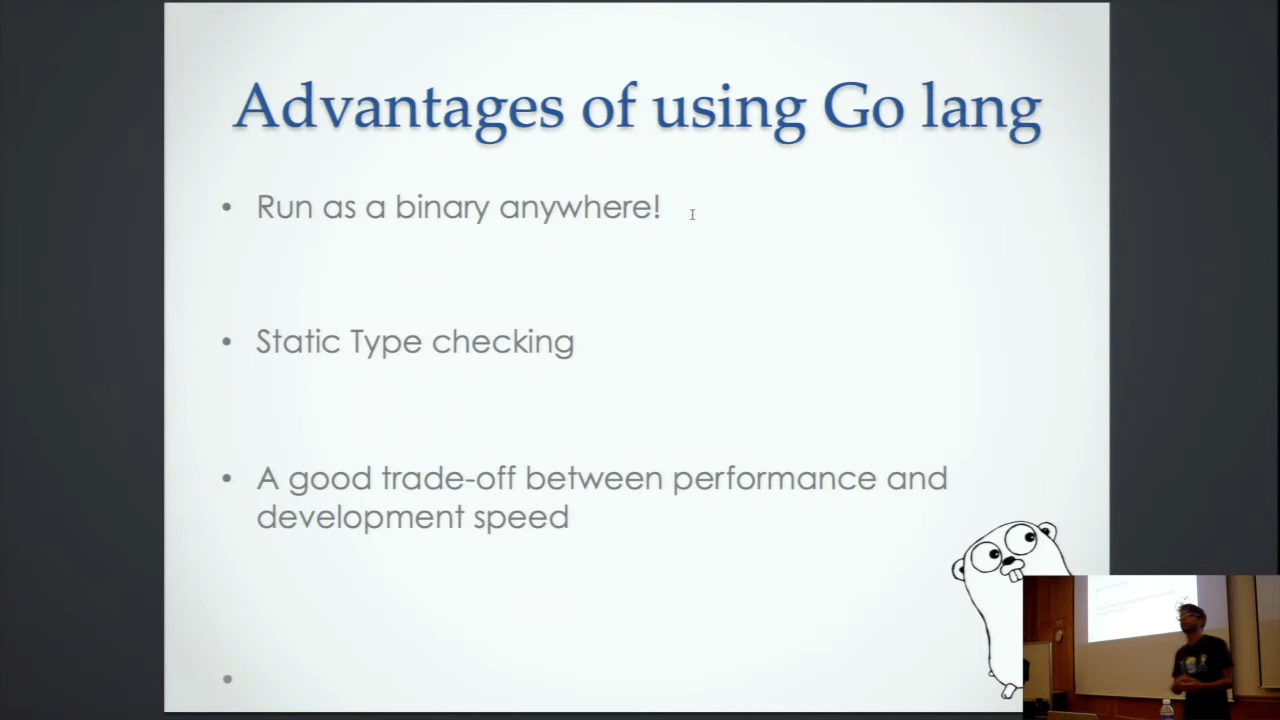 Advantages of using Go lang
• Run as a binary anywhere!
• Static Type checking
• A good trade-off between performance and
development speed
•